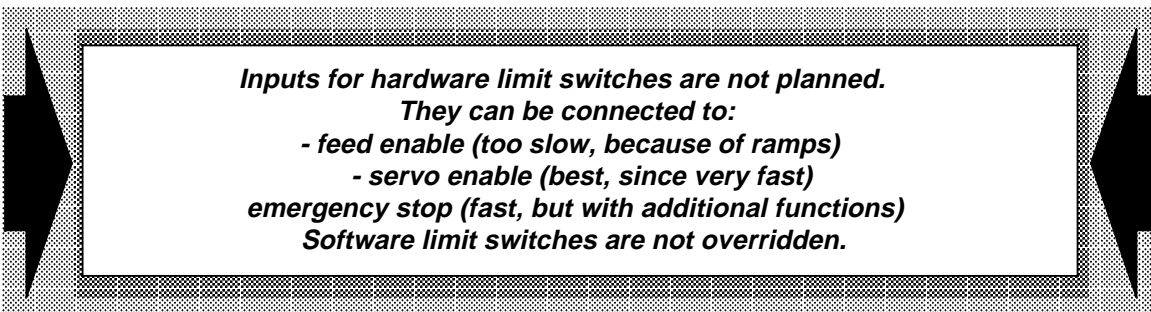 Inputs for hardware limit switches are not planned.
They can be connected to:
- feed enable (too slow, because of ramps)
- servo enable (best, since very fast)
emergency stop (fast, but with additional functions)
Software limit switches are not overridden.